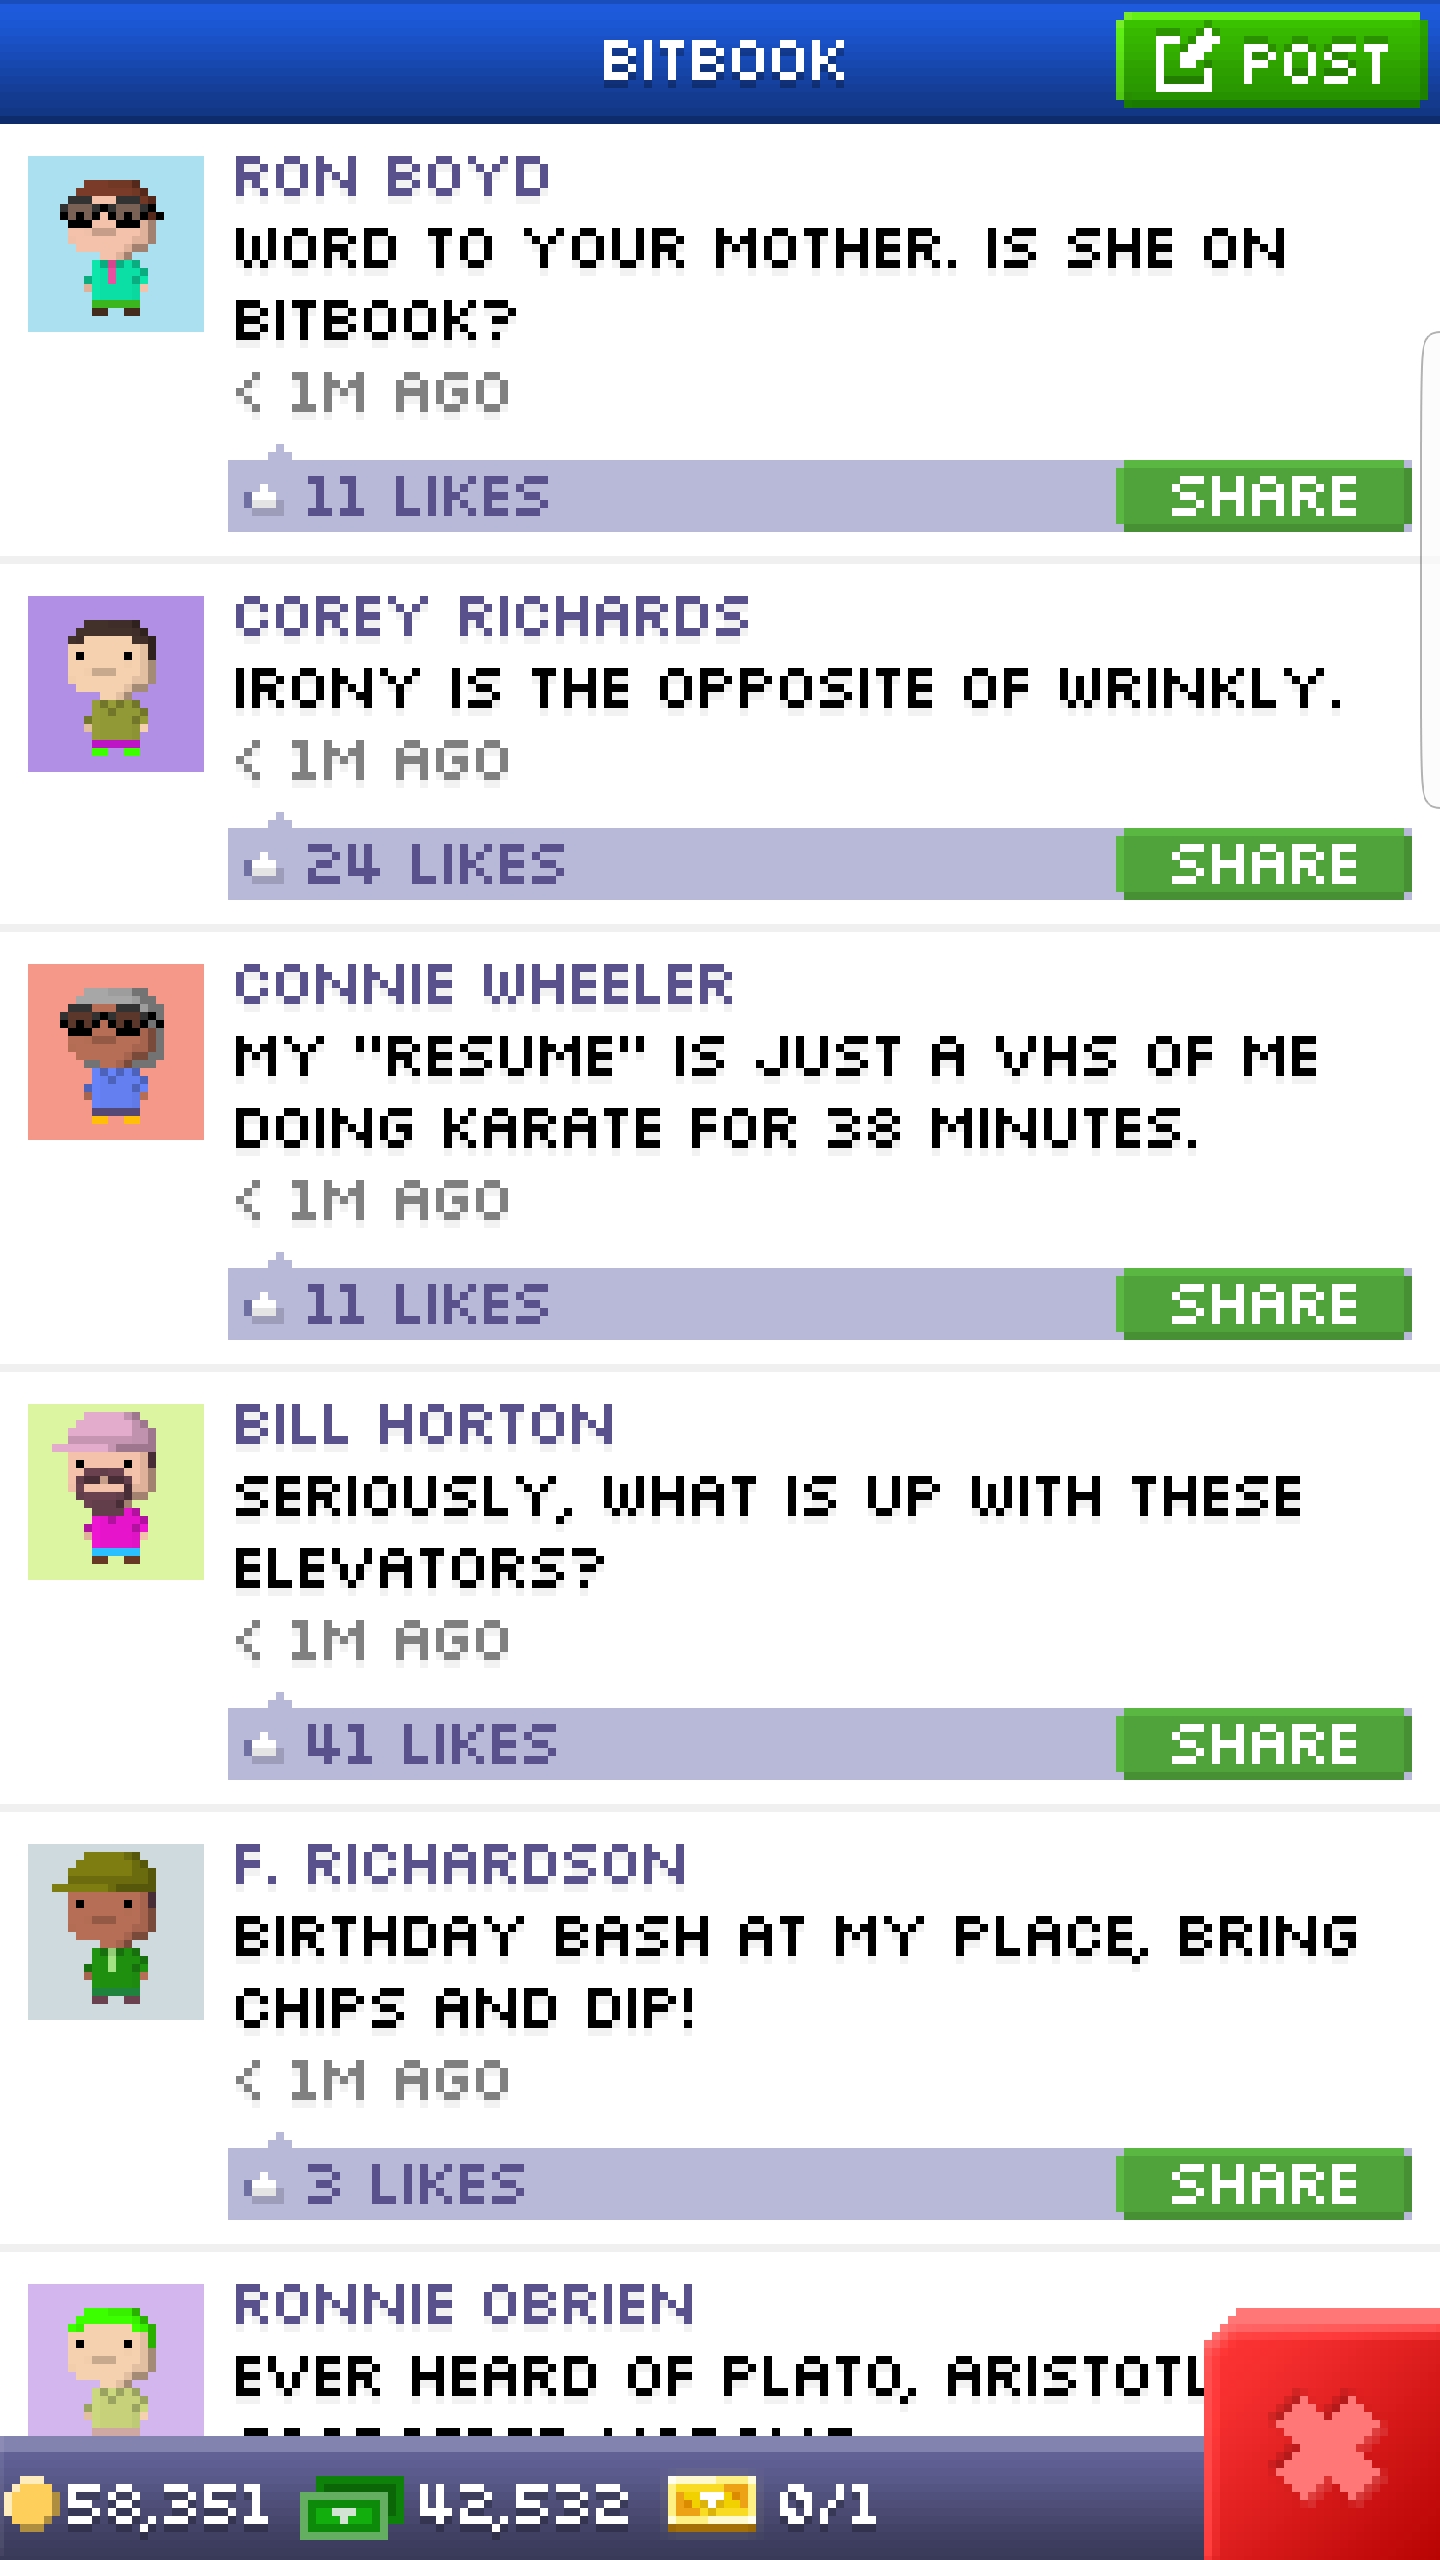 BITBOOK
POST
RON BOYD
WORD TO YOUR MOTHER. IS SHE ON
BITBOOK?
< 1M AGO
11 LIKES
SHARE
COREY RICHARDS
IRONY IS THE OPPOSITE OF WRINKLY.
< 1M AGO
24 LIKES
SHARE
CONNIE WHEELER
MY "RESUME" IS JUST A VHS OF ME
DOING KARATE FOR 38 MINUTES.
< 1M AGO
11 LIKES
SHARE
BILL HORTON
SERIOUSLY, WHAT IS UP WITH THESE
ELEVATORS?
< 1M AGO
41 LIKES
SHARE
F. RICHARDSON
BIRTHDAY BASH AT MY PLACE, BRING
CHIPS AND DIP!
< 1M AGO
3 LIKES
SHARE
RONNIE OBRIEN
EVER HEARD OF PLATO, ARISTOTL
58,351
42,532
0/1